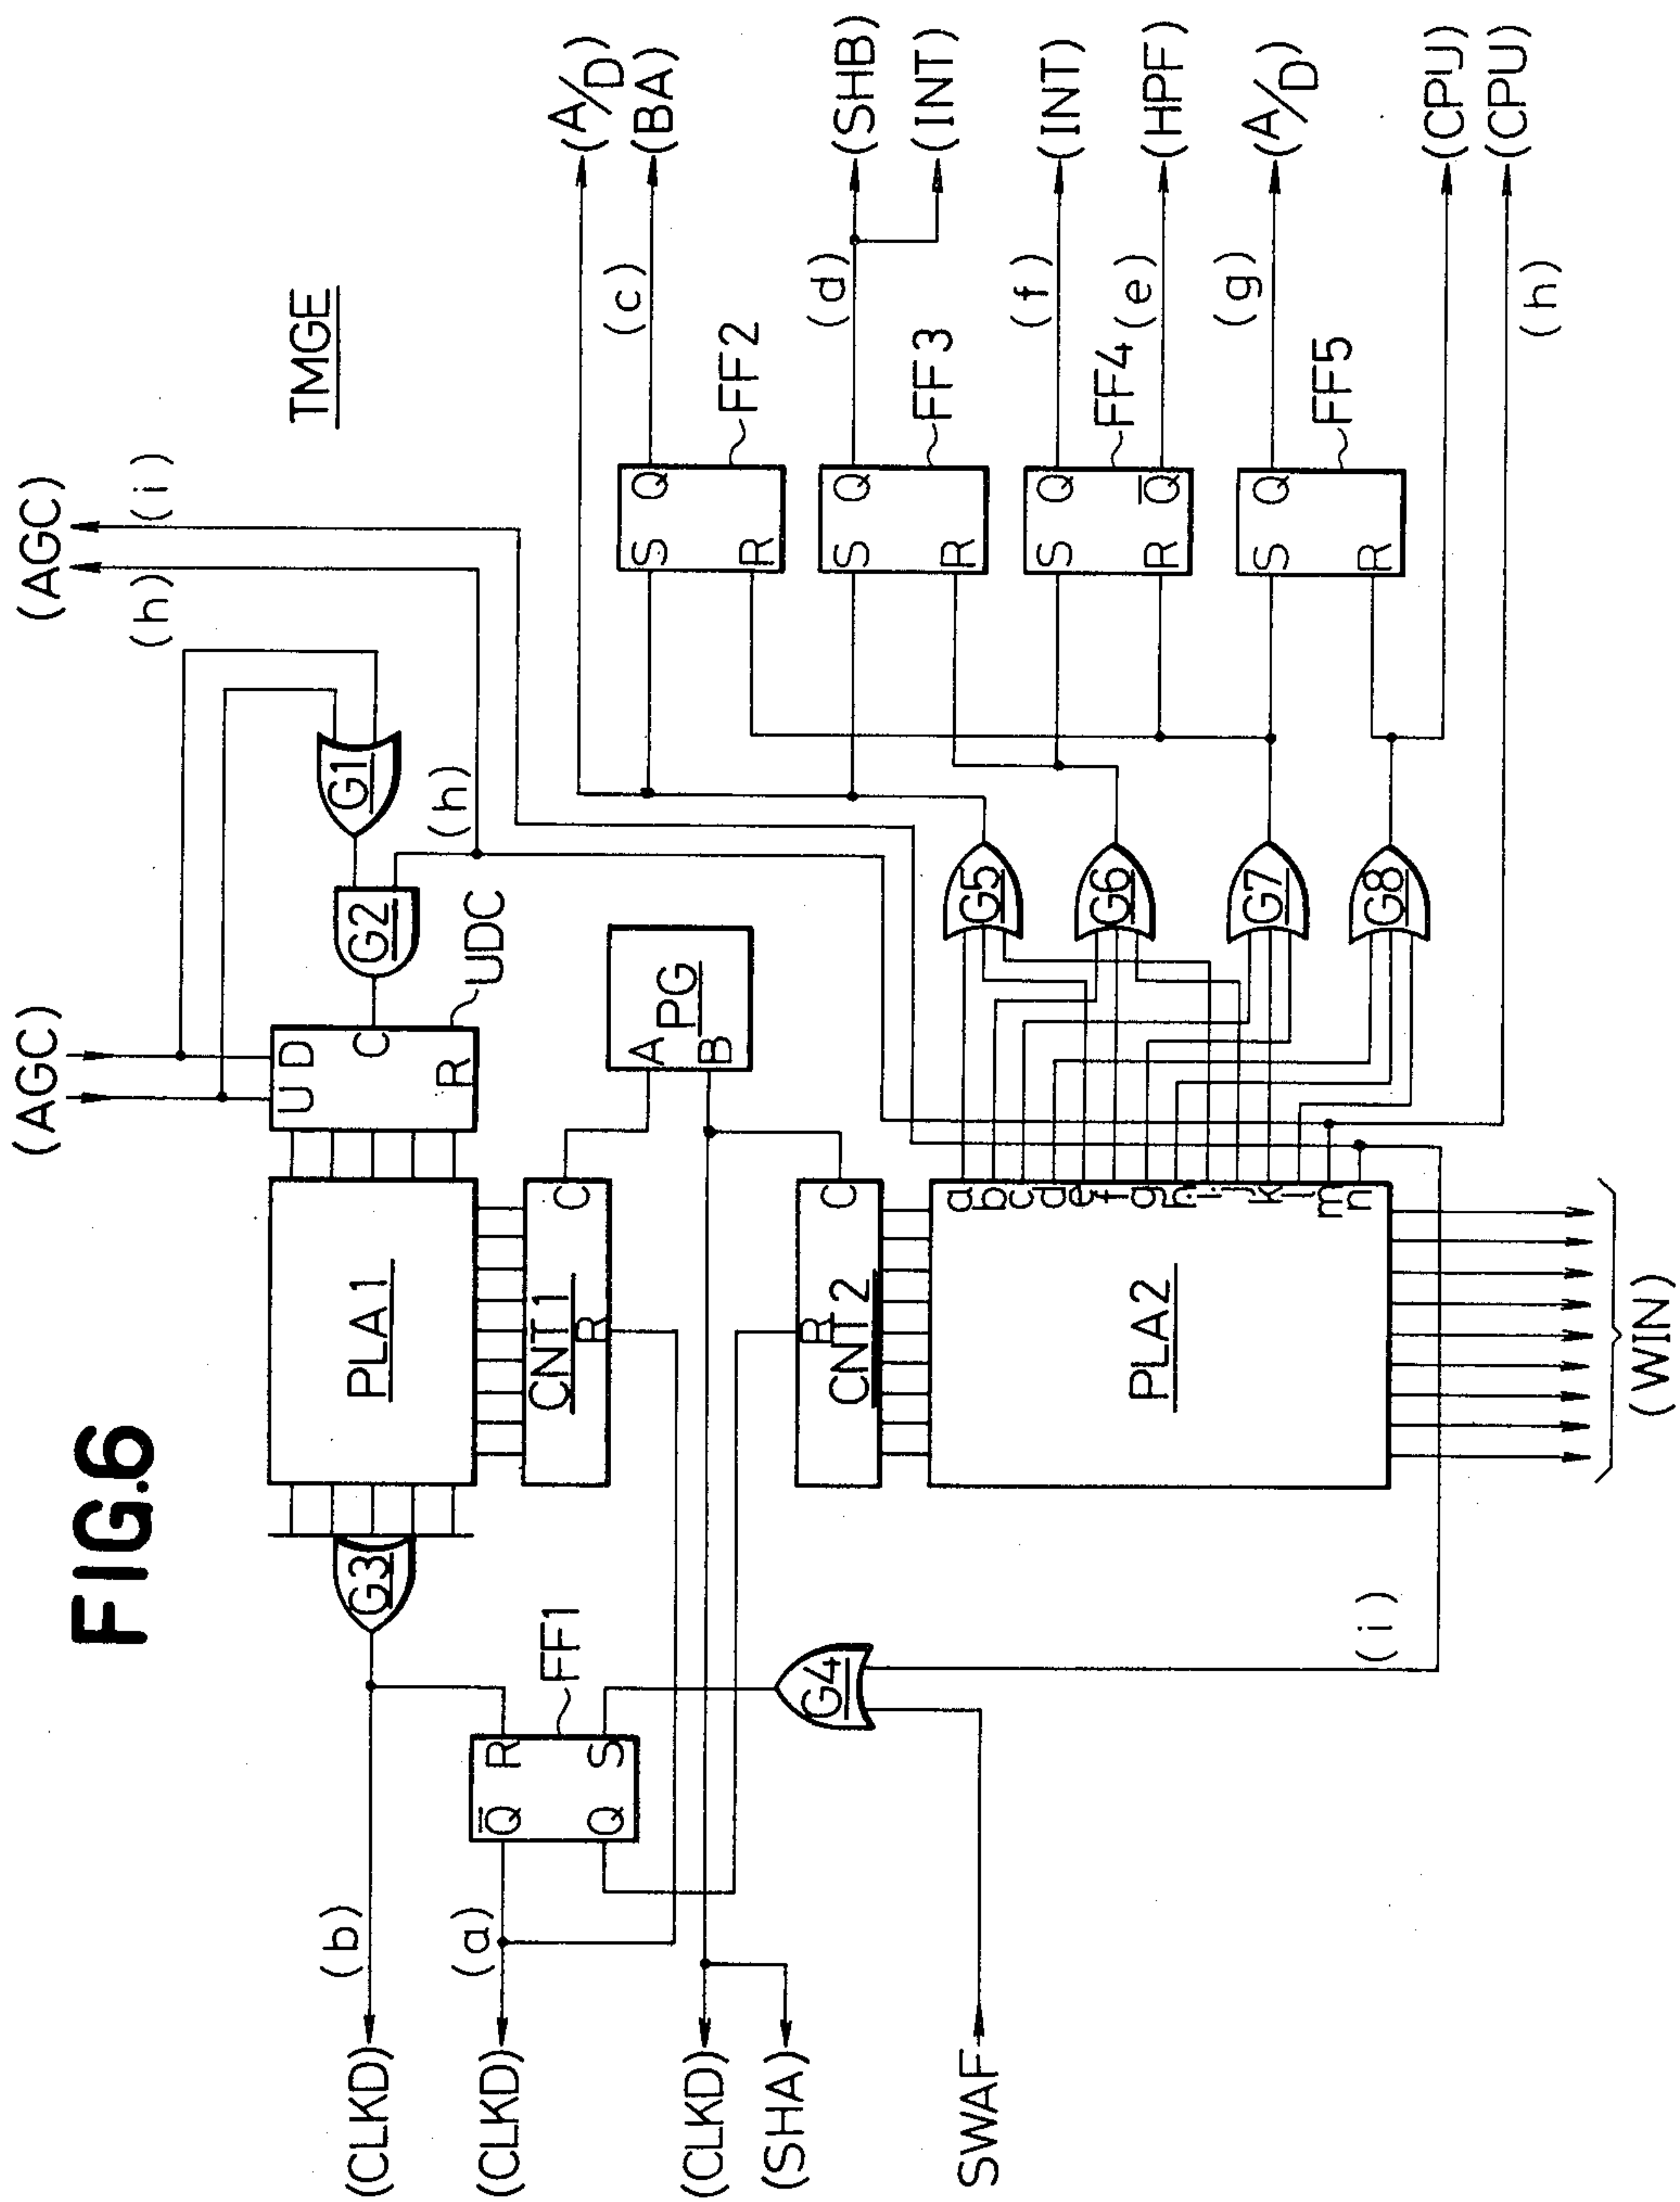 FIG.6
TMGE
(AGC)
(AGC)
(h)
(i)
(h)
G1
G2
G3
U D
C
R
UDC
PLA1
CNT1
C
R
PG
A
B
CNT2
C
R
PLA2
a
b
c
d
e
f
g
h
i
j
k
l
m
n
(WIN)
G4
(i)
FF1
R
S
Q̅
Q
(b)
(a)
(CLKD)
(CLKD)
(CLKD)
(SHA)
SWAF
G5
G6
G7
G8
S
Q
R
FF2
S
Q
R
FF3
S
Q
R
Q̅
FF4
S
Q
R
FF5
(c)
(d)
(f)
(e)
(g)
(h)
(A/D)
(BA)
(SHB)
(INT)
(INT)
(HPF)
(A/D)
(CPU)
(CPU)